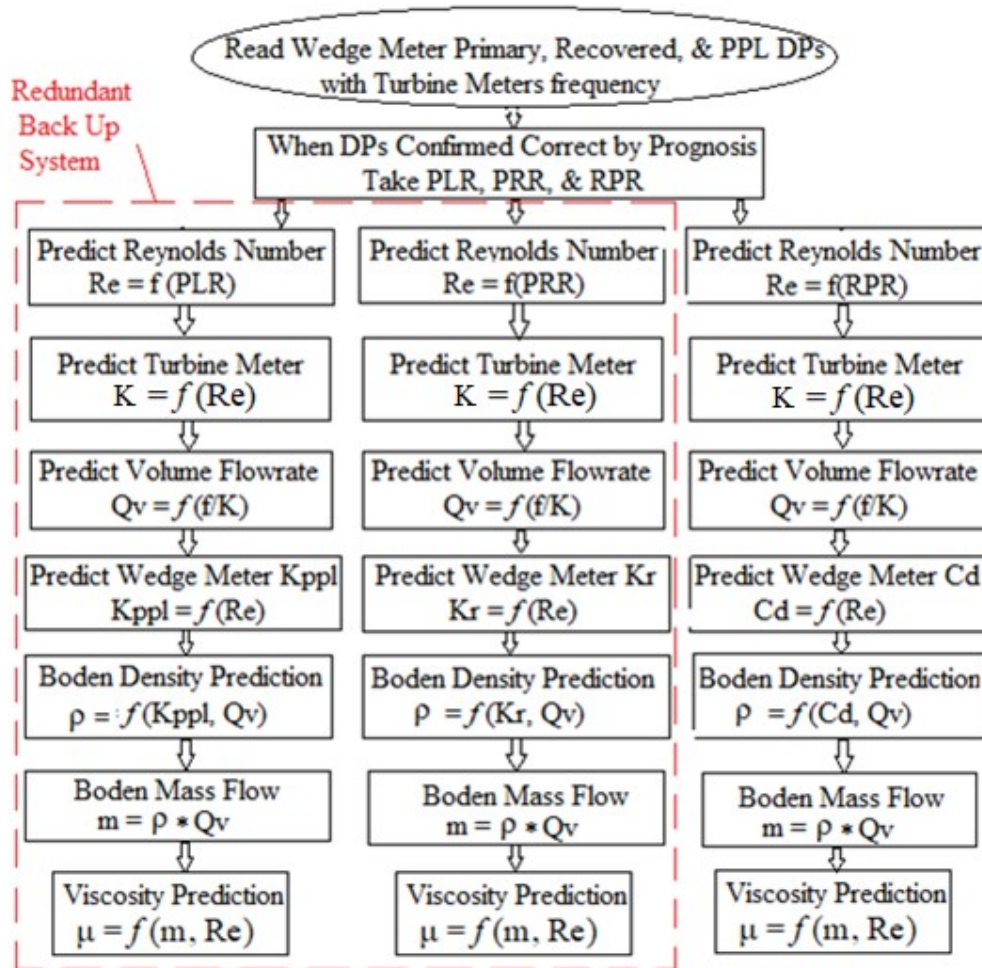 Read Wedge Meter Primary, Recovered, & PPL DPs
with Turbine Meters frequency
Redundant
Back Up
System
When DPs Confirmed Correct by Prognosis
Take PLR, PRR, & RPR
Predict Reynolds Number
Re = f (PLR)
Predict Turbine Meter
K = f (Re)
Predict Volume Flowrate
Qv = f(f/K)
Predict Wedge Meter Kppl
Kppl = f(Re)
Boden Density Prediction
ρ = f(Kppl, Qv)
Boden Mass Flow
m = ρ * Qv
Viscosity Prediction
μ = f(m, Re)
Predict Reynolds Number
Re = f(PRR)
Predict Turbine Meter
K = f (Re)
Predict Volume Flowrate
Qv = f(f/K)
Predict Wedge Meter Kr
Kr = f(Re)
Boden Density Prediction
ρ = f(Kr, Qv)
Boden Mass Flow
m = ρ * Qv
Viscosity Prediction
μ = f(m, Re)
Predict Reynolds Number
Re = f(RPR)
Predict Turbine Meter
K = f (Re)
Predict Volume Flowrate
Qv = f(f/K)
Predict Wedge Meter Cd
Cd = f(Re)
Boden Density Prediction
ρ = f(Cd, Qv)
Boden Mass Flow
m = ρ * Qv
Viscosity Prediction
μ = f(m, Re)